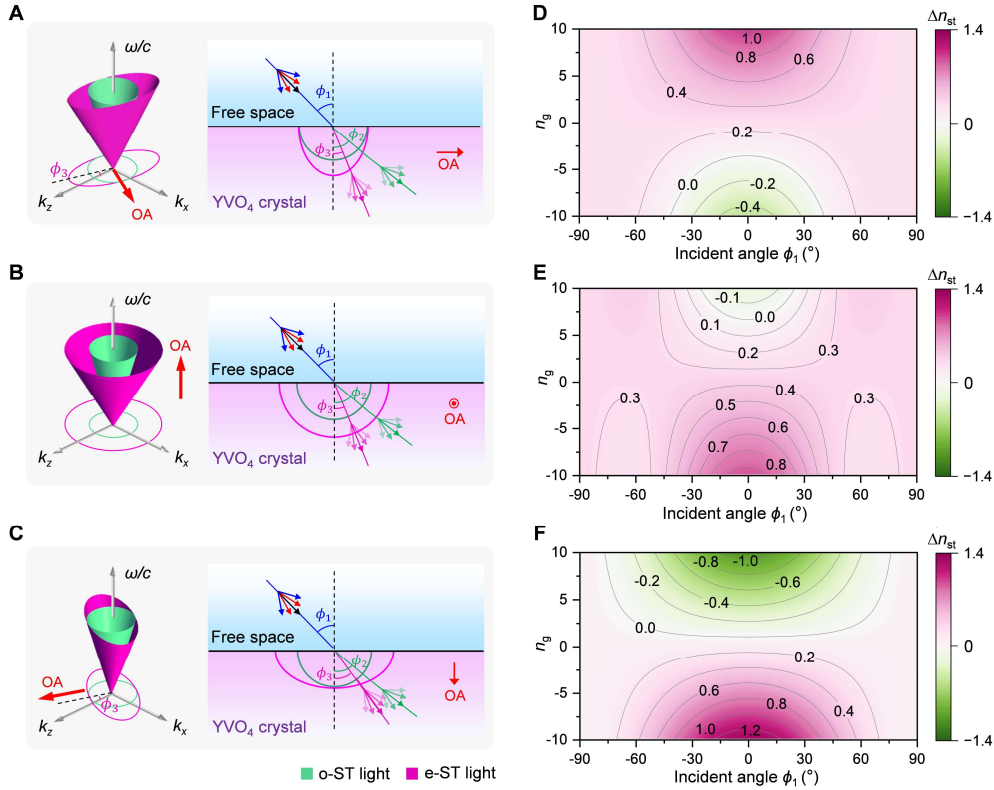 A
ω/c
ϕ3
kz
kx
OA
ϕ1
Free space
ϕ2
ϕ3
OA
YVO4 crystal
D
Δnst
10
5
0
-5
-10
ng
1.0
0.8
0.6
0.4
0.2
0.0
-0.2
-0.4
-90 -60 -30 0 30 60 90
Incident angle ϕ1 (°)
1.4
0
−1.4
B
ω/c
OA
kz
kx
ϕ1
Free space
ϕ2
ϕ3
OA
YVO4 crystal
E
Δnst
10
5
0
-5
-10
ng
-0.1
0.0
0.1
0.2
0.3
0.4
0.3
0.5
0.3
0.6
0.7
0.8
-90 -60 -30 0 30 60 90
Incident angle ϕ1 (°)
1.4
0
−1.4
C
ω/c
OA
ϕ3
kz
kx
ϕ1
Free space
ϕ2
ϕ3
OA
YVO4 crystal
F
Δnst
10
5
0
-5
-10
ng
-0.8
-1.0
-0.2
-0.6
-0.4
0.0
0.2
0.6
0.8
0.4
1.0
1.2
-90 -60 -30 0 30 60 90
Incident angle ϕ1 (°)
1.4
0
−1.4
o-ST light e-ST light